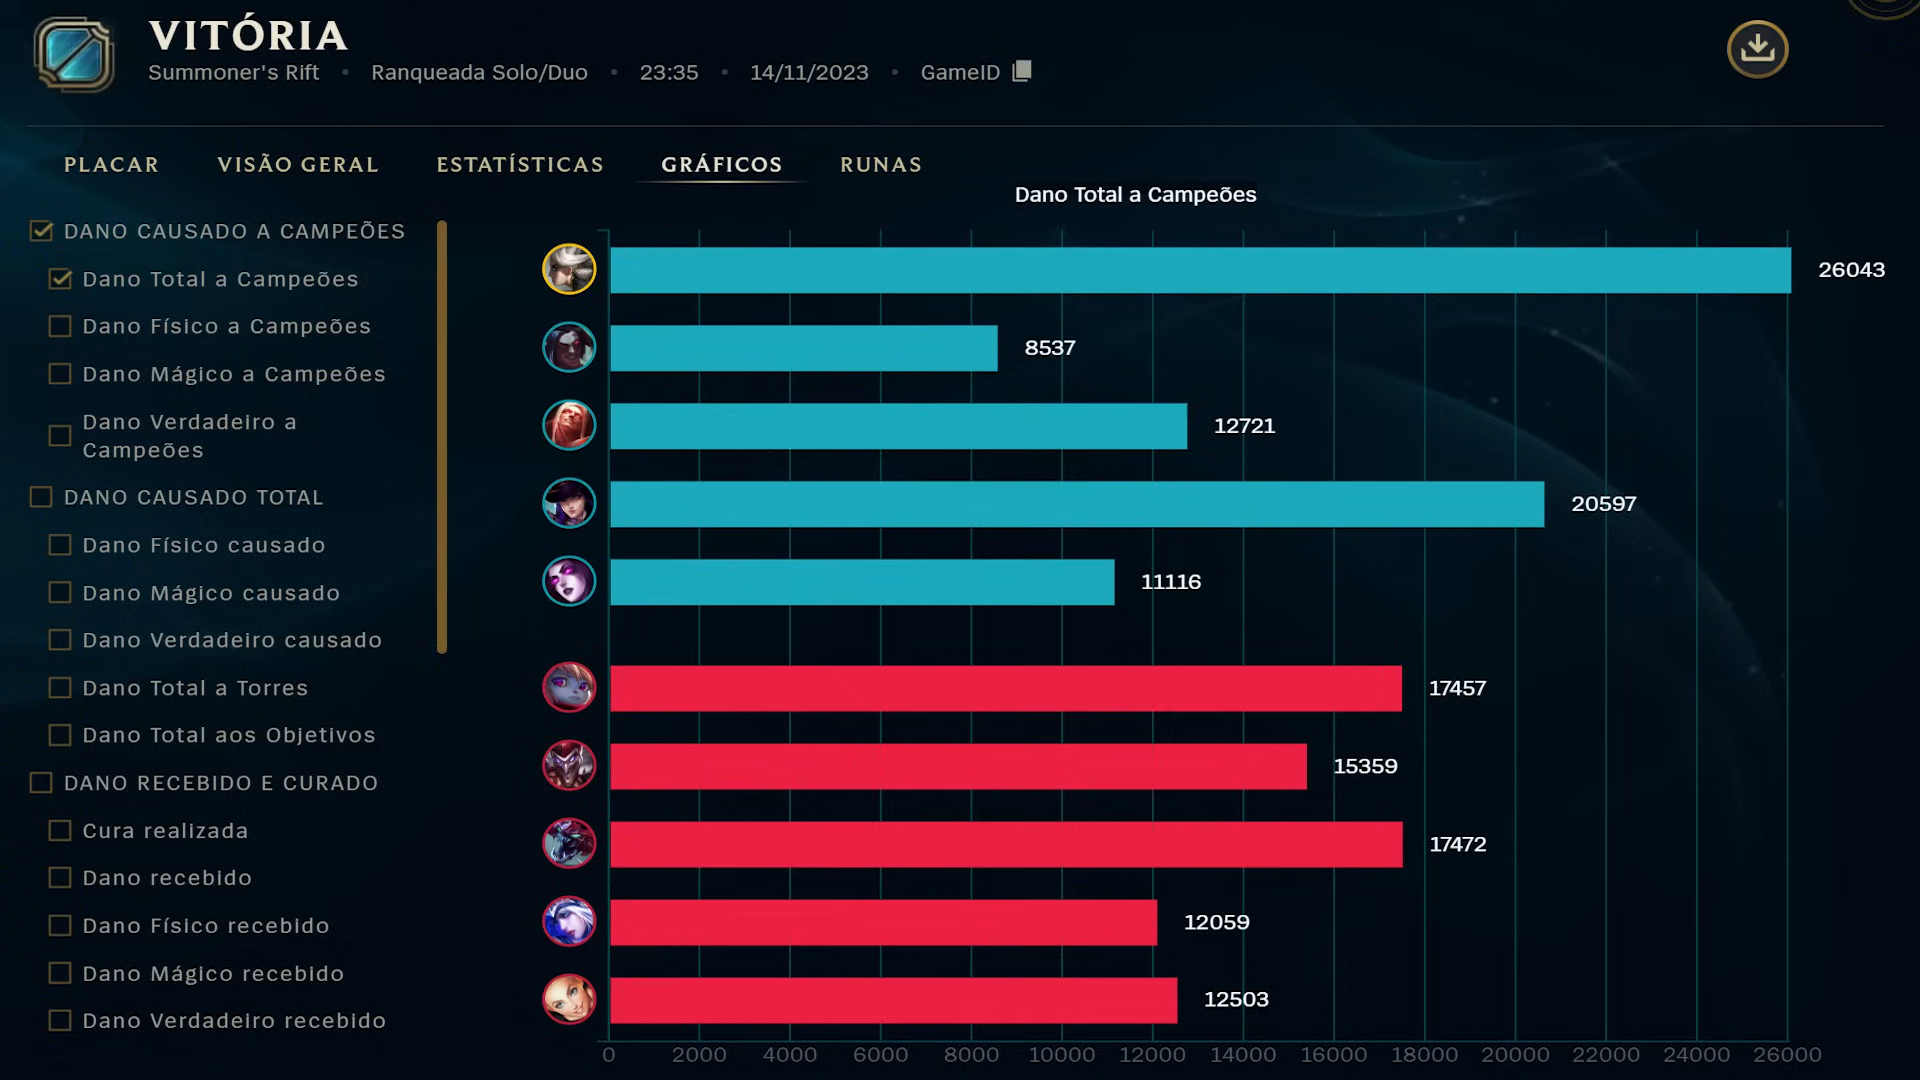 VITÓRIA
Summoner's Rift • Ranqueada Solo/Duo • 23:35 • 14/11/2023 • GameID
PLACAR VISÃO GERAL ESTATÍSTICAS GRÁFICOS RUNAS
Dano Total a Campeões
DANO CAUSADO A CAMPEÕES
Dano Total a Campeões
Dano Físico a Campeões
Dano Mágico a Campeões
Dano Verdadeiro a
Campeões
DANO CAUSADO TOTAL
Dano Físico causado
Dano Mágico causado
Dano Verdadeiro causado
Dano Total a Torres
Dano Total aos Objetivos
DANO RECEBIDO E CURADO
Cura realizada
Dano recebido
Dano Físico recebido
Dano Mágico recebido
Dano Verdadeiro recebido
26043
8537
12721
20597
11116
17457
15359
17472
12059
12503
0 2000 4000 6000 8000 10000 12000 14000 16000 18000 20000 22000 24000 26000